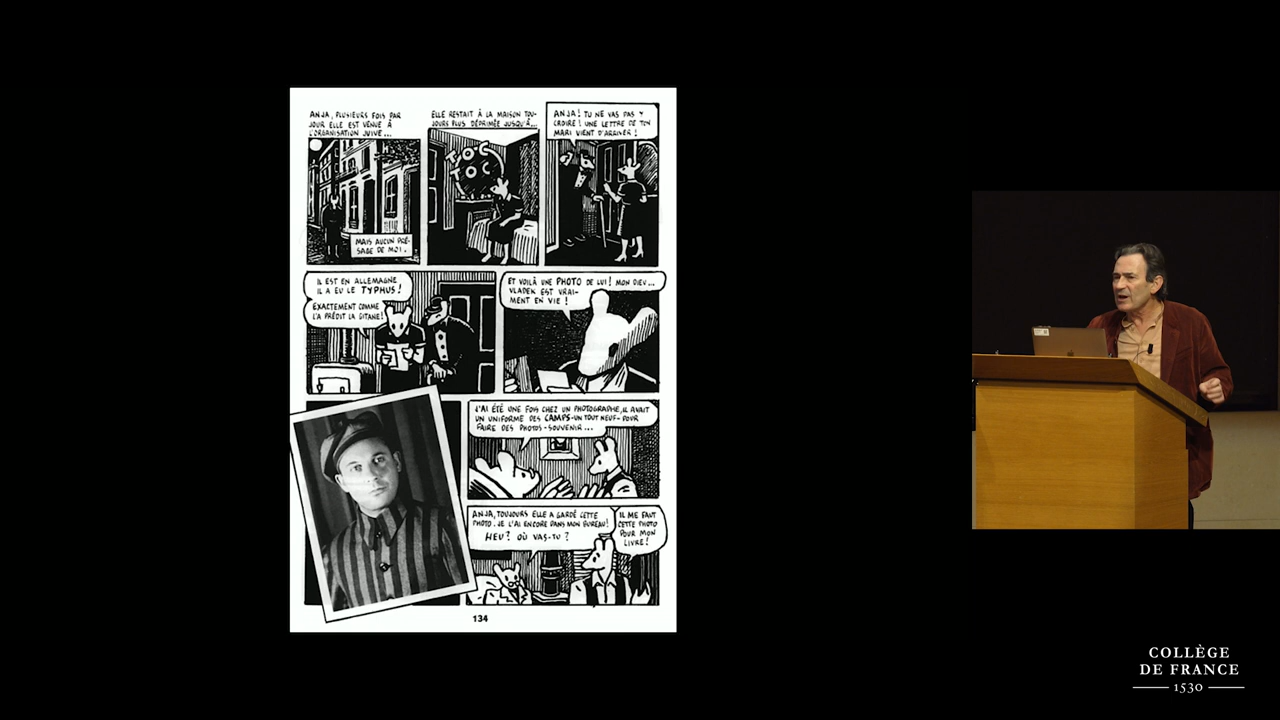 ANJA, PLUSIEURS FOIS PAR
JOUR ELLE EST VENUE À
L'ORGANISATION JUIVE...
MAIS AUCUN PRÉ-
SAGE DE MOI.
ELLE RESTAIT À LA MAISON TOU-
JOURS PLUS DÉPRIMÉE JUSQU'À...
TOC
TOC
ANJA! TU NE VAS PAS Y
CROIRE! UNE LETTRE DE TON
MARI VIENT D'ARRIVER!
IL EST EN ALLEMAGNE
IL A EU LE TYPHUS!
EXACTEMENT COMME
L'A PRÉDIT LA GITANE!
ET VOILÀ UNE PHOTO DE LUI! MON DIEU...
VLADEK EST VRAI-
MENT EN VIE!
J'AI ÉTÉ UNE FOIS CHEZ UN PHOTOGRAPHE, IL AVAIT
UN UNIFORME DES CAMPS-UN TOUT NEUF-POUR
FAIRE DES PHOTOS-SOUVENIR...
ANJA, TOUJOURS ELLE A GARDÉ CETTE
PHOTO. JE L'AI ENCORE DANS MON BUREAU!
HEU? OÙ VAS-TU?
IL ME FAUT
CETTE PHOTO
POUR MON
LIVRE!
134
COLLÈGE
DE FRANCE
1530